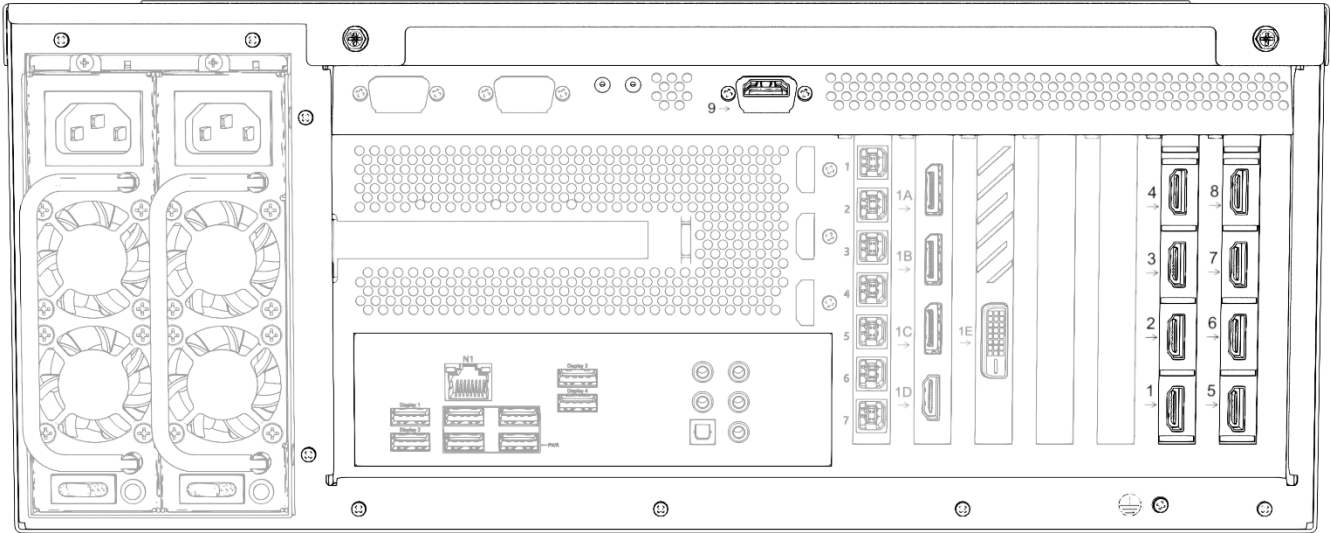 9 →
1
2
3
4
5
6
7
1A →
1B →
1C →
1D →
1E →
4 →
3 →
2 →
1 →
8 →
7 →
6 →
5 →
N1
Display 1
Display 2
Display 3
Display 4
PWR